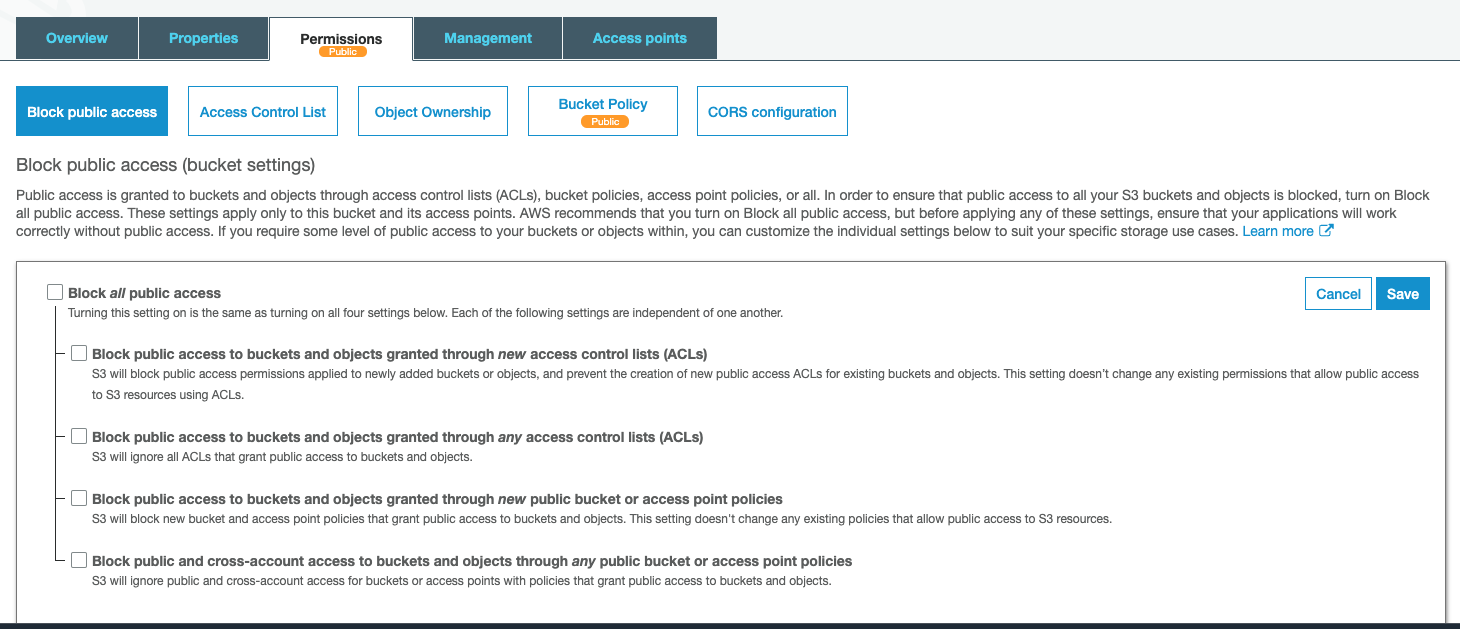 Overview
Properties
Permissions
Public
Management
Access points
Block public access
Access Control List
Object Ownership
Bucket Policy
Public
CORS configuration
Block public access (bucket settings)
Public access is granted to buckets and objects through access control lists (ACLs), bucket policies, access point policies, or all. In order to ensure that public access to all your S3 buckets and objects is blocked, turn on Block
all public access. These settings apply only to this bucket and its access points. AWS recommends that you turn on Block all public access, but before applying any of these settings, ensure that your applications will work
correctly without public access. If you require some level of public access to your buckets or objects within, you can customize the individual settings below to suit your specific storage use cases. Learn more
Block all public access
Cancel
Save
Turning this setting on is the same as turning on all four settings below. Each of the following settings are independent of one another.
Block public access to buckets and objects granted through new access control lists (ACLs)
S3 will block public access permissions applied to newly added buckets or objects, and prevent the creation of new public access ACLs for existing buckets and objects. This setting doesn't change any existing permissions that allow public access
to S3 resources using ACLs.
Block public access to buckets and objects granted through any access control lists (ACLs)
S3 will ignore all ACLs that grant public access to buckets and objects.
Block public access to buckets and objects granted through new public bucket or access point policies
S3 will block new bucket and access point policies that grant public access to buckets and objects. This setting doesn't change any existing policies that allow public access to S3 resources.
Block public and cross-account access to buckets and objects through any public bucket or access point policies
S3 will ignore public and cross-account access for buckets or access points with policies that grant public access to buckets and objects.